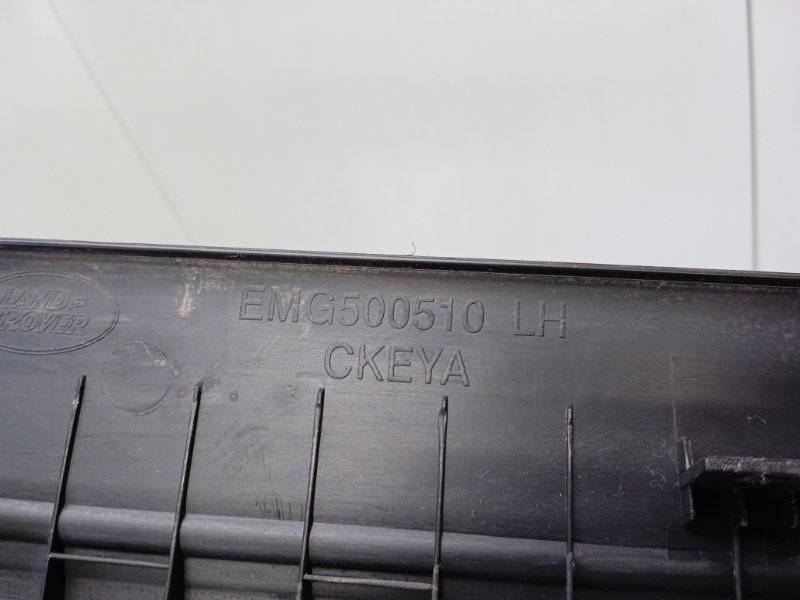 LAND-
ROVER
EMG500510 LH
CKEYA